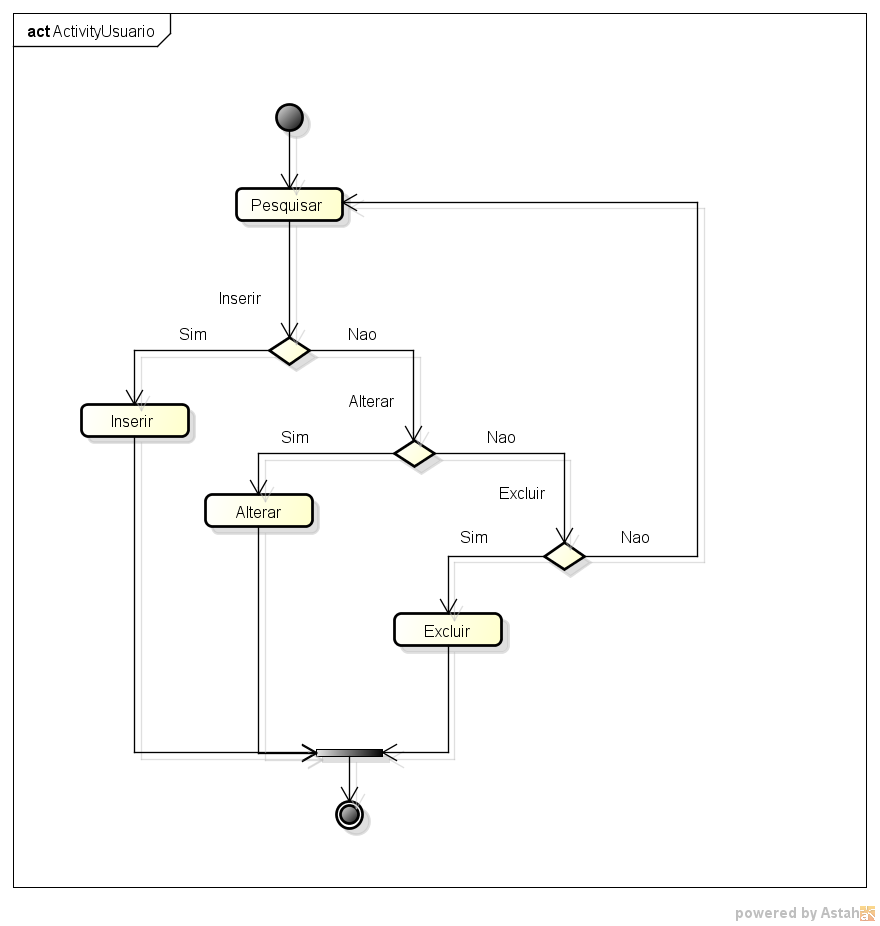 act ActivityUsuario
Pesquisar
Inserir
Sim
Nao
Inserir
Alterar
Sim
Nao
Alterar
Excluir
Sim
Nao
Excluir
powered by Astah